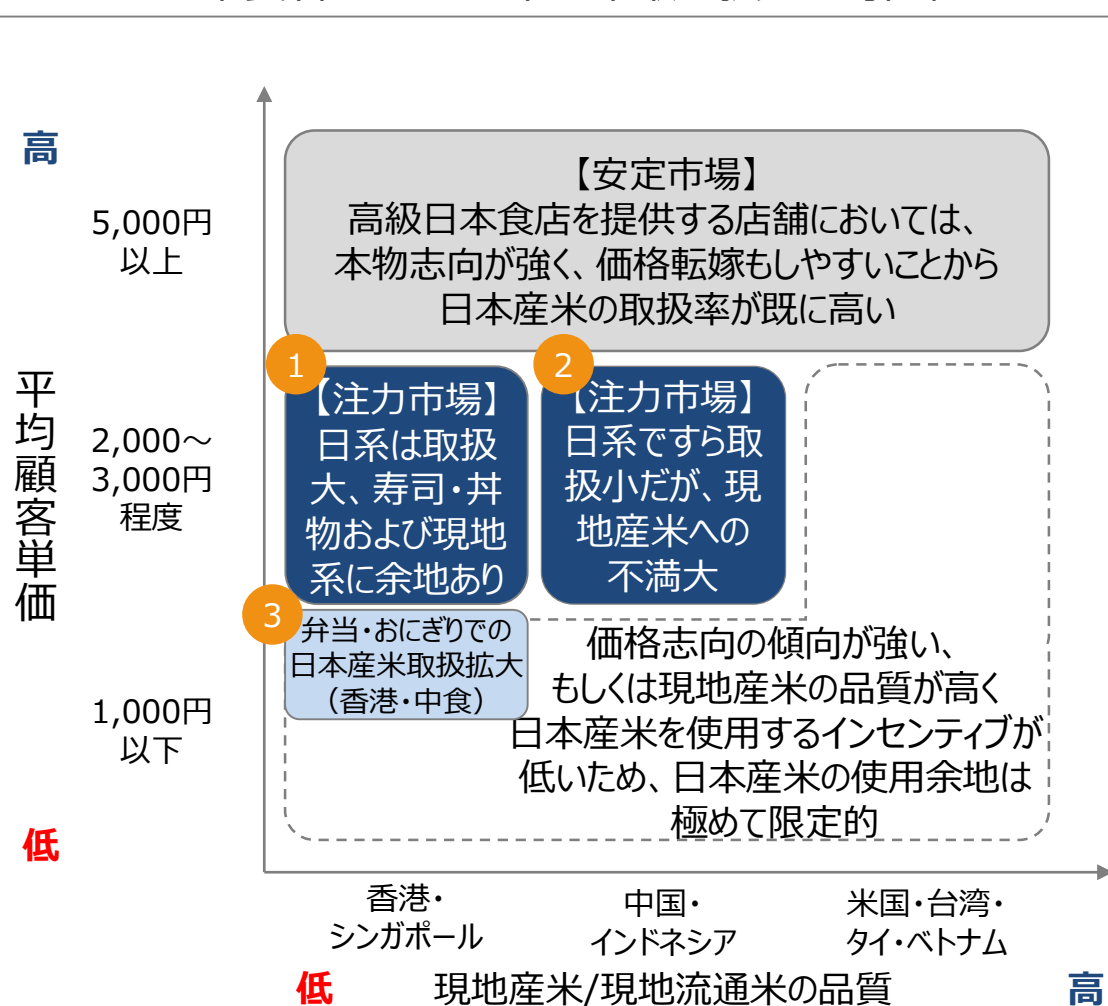 高
5,000円
以上
平均顧客単価
2,000～
3,000円
程度
1,000円
以下
低
【安定市場】
高級日本食店を提供する店舗においては、
本物志向が強く、価格転嫁もしやすいことから
日本産米の取扱率が既に高い
1
【注力市場】
日系は取扱
大、寿司・丼
物および現地
系に余地あり
2
【注力市場】
日系ですら取
扱小だが、現
地産米への
不満大
3
弁当・おにぎりでの
日本産米取扱拡大
（香港・中食）
価格志向の傾向が強い、
もしくは現地産米の品質が高く
日本産米を使用するインセンティブが
低いため、日本産米の使用余地は
極めて限定的
香港・
シンガポール
中国・
インドネシア
米国・台湾・
タイ・ベトナム
低 現地産米/現地流通米の品質 高